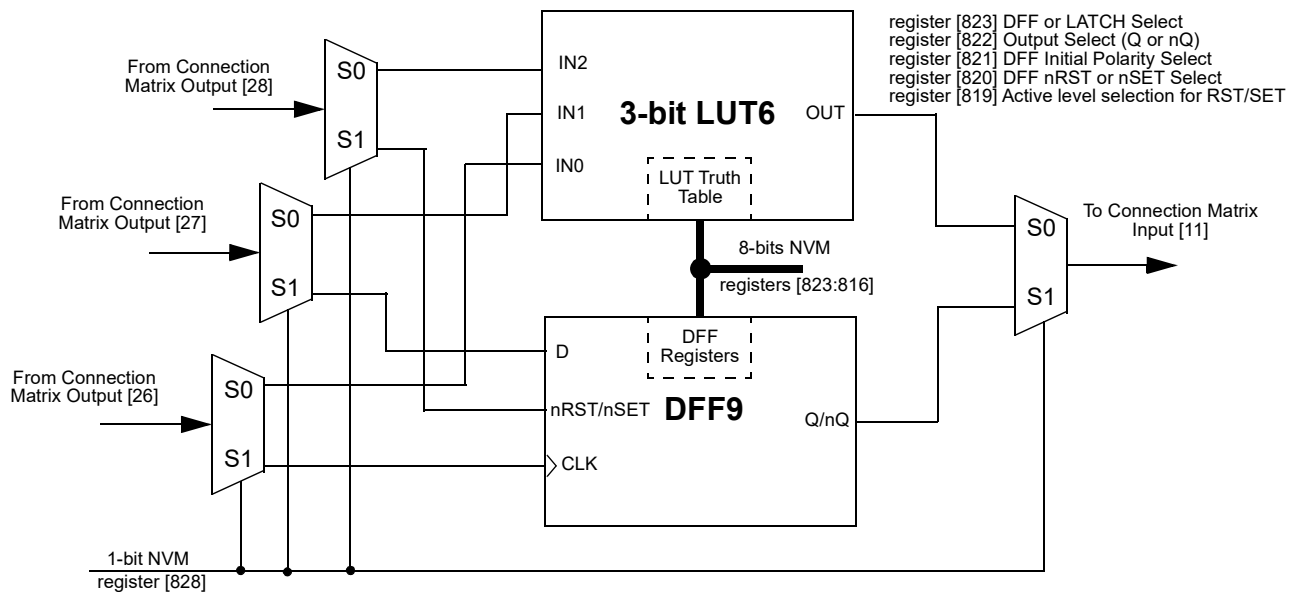 register [823] DFF or LATCH Select
register [822] Output Select (Q or nQ)
register [821] DFF Initial Polarity Select
register [820] DFF nRST or nSET Select
register [819] Active level selection for RST/SET
From Connection
Matrix Output [28]
S0
S1
IN2
IN1
IN0
3-bit LUT6
OUT
LUT Truth
Table
From Connection
Matrix Output [27]
S0
S1
8-bits NVM
registers [823:816]
To Connection Matrix
Input [11]
S0
S1
From Connection
Matrix Output [26]
S0
S1
DFF
Registers
D
nRST/nSET
DFF9
Q/nQ
CLK
1-bit NVM
register [828]